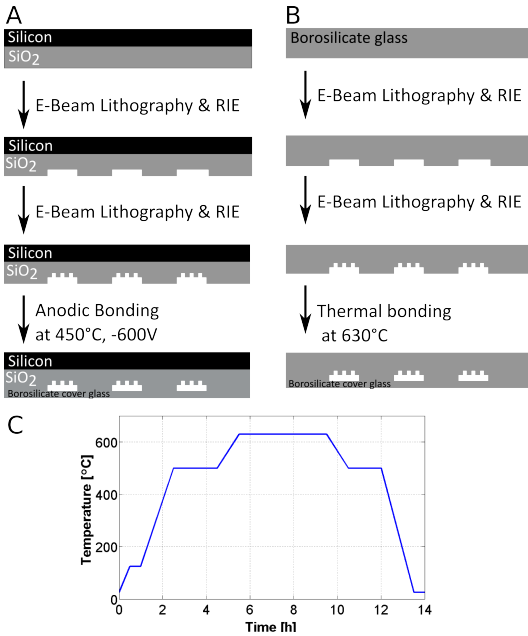 A
Silicon
SiO2
E-Beam Lithography & RIE
Silicon
SiO2
E-Beam Lithography & RIE
Silicon
SiO2
Anodic Bonding
at 450°C, -600V
Silicon
SiO2
Borosilicate cover glass
B
Borosilicate glass
E-Beam Lithography & RIE
E-Beam Lithography & RIE
Thermal bonding
at 630°C
Borosilicate cover glass
C
Temperature [°C]
600
400
200
0
0 2 4 6 8 10 12 14
Time [h]